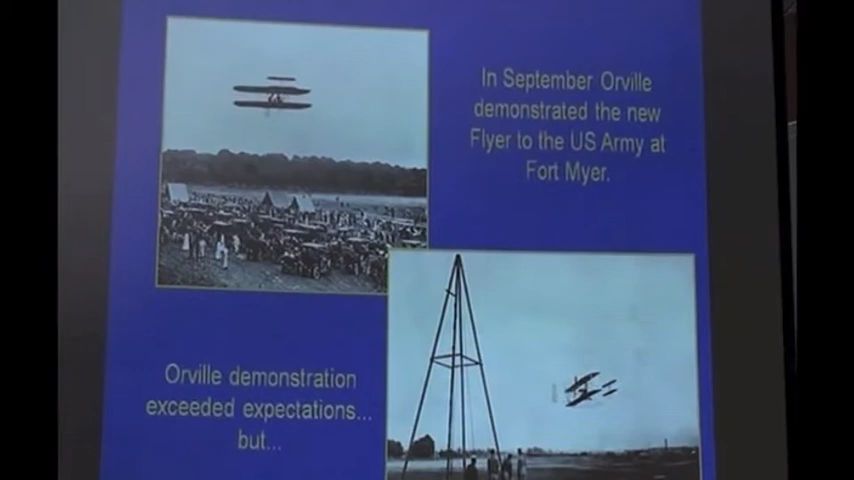 In September Orville
demonstrated the new
Flyer to the US Army at
Fort Myer.
Orville demonstration
exceeded expectations...
but...